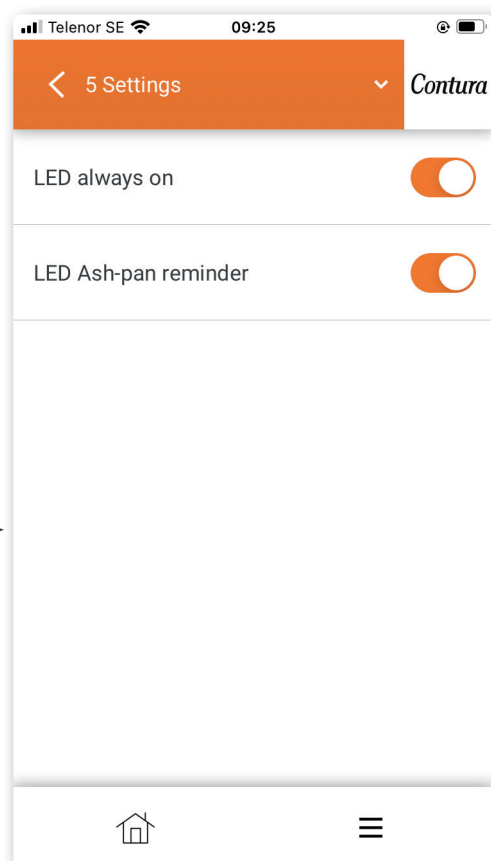 Telenor SE 09:25
5 Settings Contura
LED always on
LED Ash-pan reminder